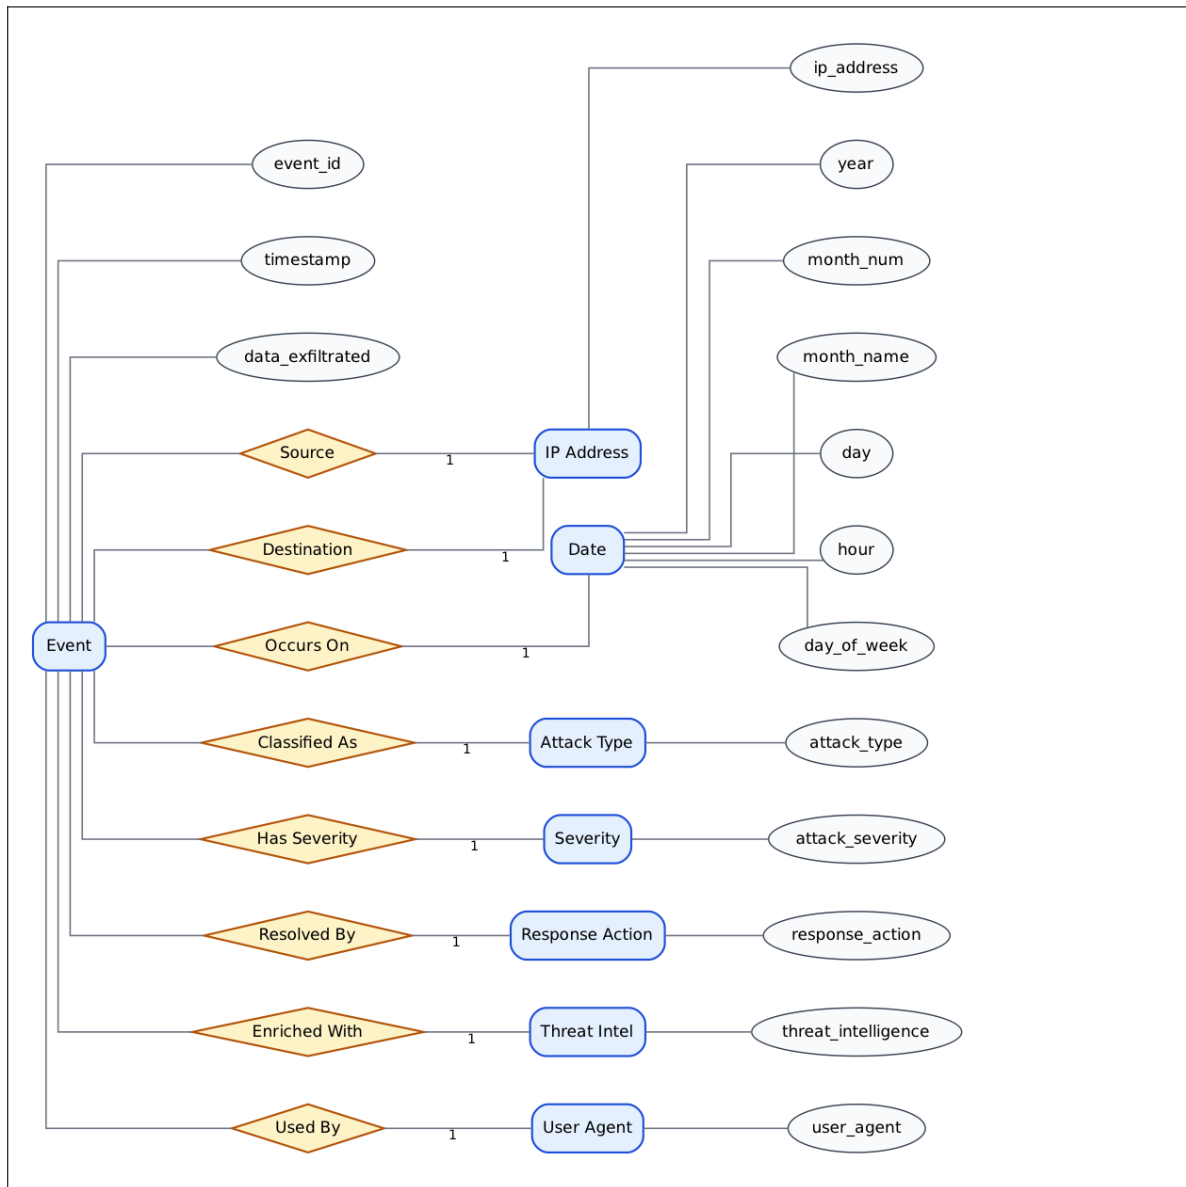 ip_address
event_id
year
timestamp
month_num
data_exfiltrated
month_name
Source
1
IP Address
day
Destination
1
Date
hour
Event
Occurs On
1
day_of_week
Classified As
1
Attack Type
attack_type
Has Severity
1
Severity
attack_severity
Resolved By
1
Response Action
response_action
Enriched With
1
Threat Intel
threat_intelligence
Used By
1
User Agent
user_agent